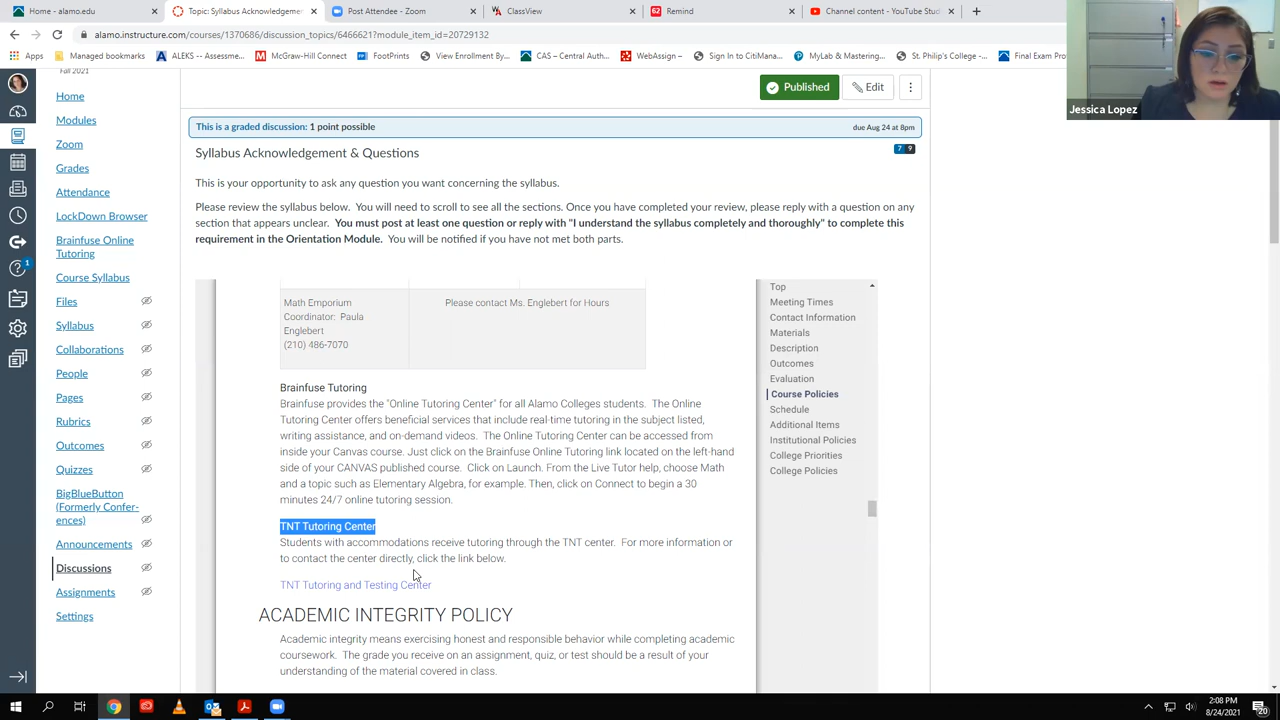 Home - alamo.edu
Topic: Syllabus Acknowledgemen
Post Attendee - Zoom
ClassView
Remind
Channel content - YouTube Stud
alamo.instructure.com/courses/1370686/discussion_topics/6466621?module_item_id=20729132
Apps
Managed bookmarks
ALEKS -- Assessme...
McGraw-Hill Connect
FootPrints
View Enrollment By...
CAS – Central Auth...
WebAssign –
Sign In to CitiMana...
MyLab & Mastering...
St. Philip's College -...
Final Exam Pro
Jessica Lopez
Fall 2021
Home
Modules
Zoom
Grades
Attendance
LockDown Browser
Brainfuse Online
Tutoring
Course Syllabus
Files
Syllabus
Collaborations
People
Pages
Rubrics
Outcomes
Quizzes
BigBlueButton
(Formerly Confer-
ences)
Announcements
Discussions
Assignments
Settings
1
Published
Edit
This is a graded discussion: 1 point possible
due Aug 24 at 8pm
Syllabus Acknowledgement & Questions
7 9
This is your opportunity to ask any question you want concerning the syllabus.
Please review the syllabus below. You will need to scroll to see all the sections. Once you have completed your review, please reply with a question on any
section that appears unclear. You must post at least one question or reply with "I understand the syllabus completely and thoroughly" to complete this
requirement in the Orientation Module. You will be notified if you have not met both parts.
Math Emporium
Coordinator: Paula
Englebert
(210) 486-7070
Please contact Ms. Englebert for Hours
Brainfuse Tutoring
Brainfuse provides the "Online Tutoring Center" for all Alamo Colleges students. The Online
Tutoring Center offers beneficial services that include real-time tutoring in the subject listed,
writing assistance, and on-demand videos. The Online Tutoring Center can be accessed from
inside your Canvas course. Just click on the Brainfuse Online Tutoring link located on the left-hand
side of your CANVAS published course. Click on Launch. From the Live Tutor help, choose Math
and a topic such as Elementary Algebra, for example. Then, click on Connect to begin a 30
minutes 24/7 online tutoring session.
TNT Tutoring Center
Students with accommodations receive tutoring through the TNT center. For more information or
to contact the center directly, click the link below.
TNT Tutoring and Testing Center
ACADEMIC INTEGRITY POLICY
Academic integrity means exercising honest and responsible behavior while completing academic
coursework. The grade you receive on an assignment, quiz, or test should be a result of your
understanding of the material covered in class.
Top
Meeting Times
Contact Information
Materials
Description
Outcomes
Evaluation
Course Policies
Schedule
Additional Items
Institutional Policies
College Priorities
College Policies
2:08 PM
8/24/2021
20